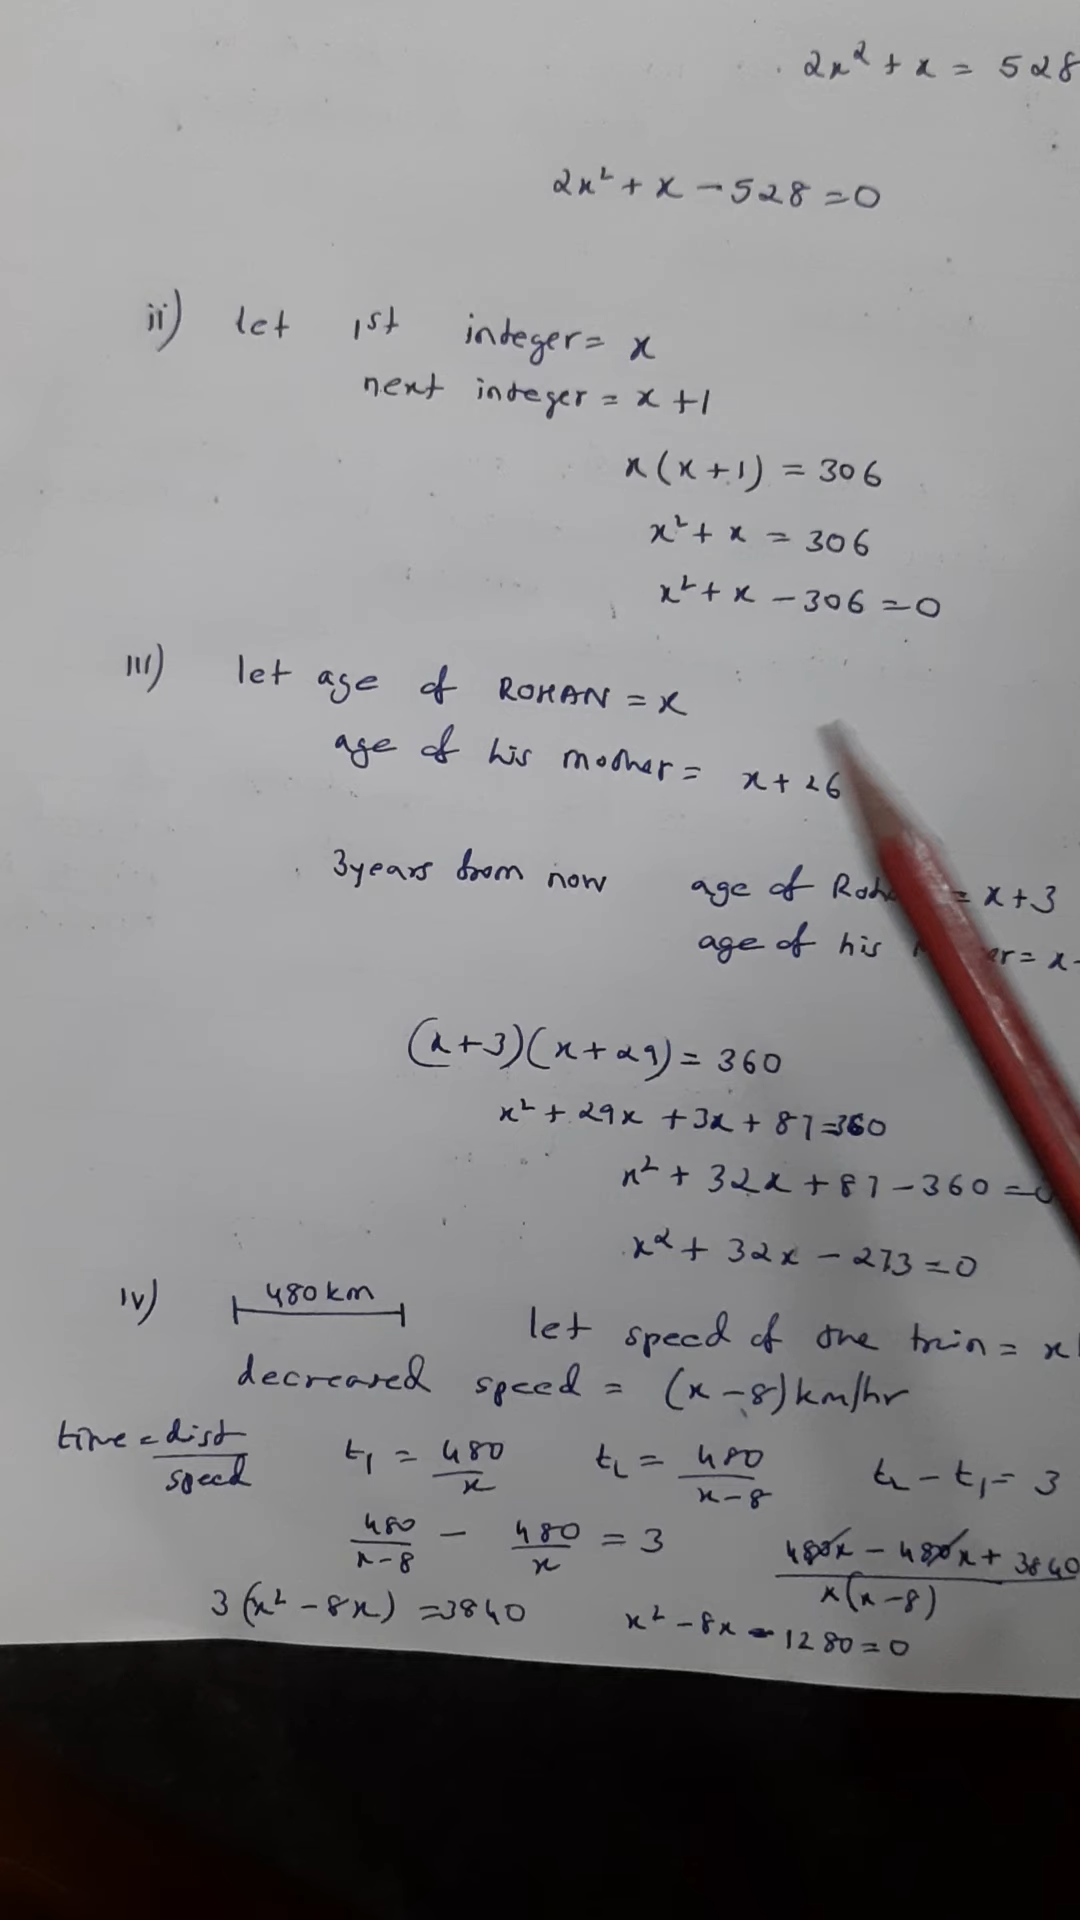 2x² + x = 528
2x² + x - 528 = 0
ii) let 1st integer = x
next integer = x + 1
x(x+1) = 306
x² + x = 306
x² + x - 306 = 0
iii) let age of ROHAN = x
age of his mother = x + 26
3 years from now age of = x + 3
age of his = x
(x+3)(x+29) = 360
x² + 29x + 3x + 87 = 360
x² + 32x + 87 - 360 = 0
x² + 32x - 273 = 0
iv) 480 km let speed of the train = x
decreased speed = (x-8) km/hr
time = dist/speed t₁ = 480/x t₂ = 480/x-8 t₂ - t₁ = 3
480/x-8 - 480/x = 3 480x - 480x + 3840/x(x-8)
3(x² - 8x) = 3840 x² - 8x - 1280 = 0